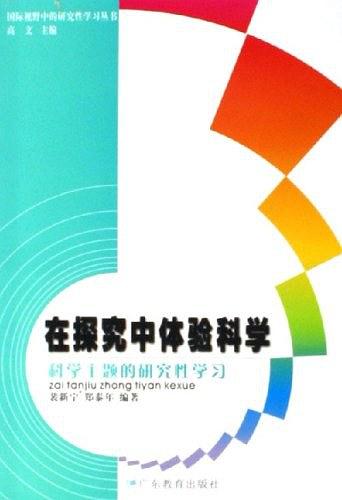 国际视野中的研究性学习丛书
高 文 主编
在探究中体验科学
科学主题的研究性学习
zai tanjiu zhong tiyan kexue
裴新宁 郑泰年 编著
广东教育出版社